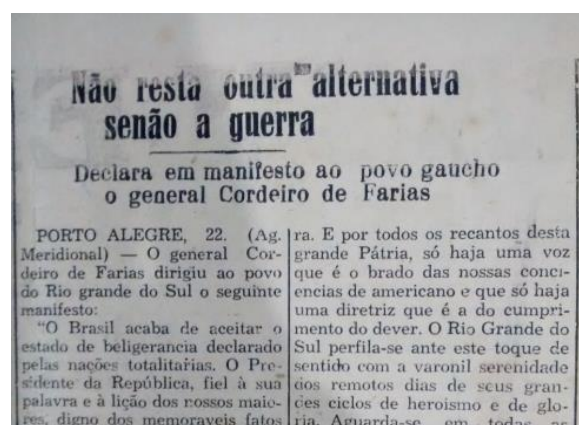 Não resta outra alternativa
senão a guerra
Declara em manifesto ao povo gaucho
o general Cordeiro de Farias
PORTO ALEGRE, 22. (Ag.
Meridional) — O general Cor-
deiro de Farias dirigiu ao povo
do Rio grande do Sul o seguinte
manifesto:
"O Brasil acaba de aceitar o
estado de beligerancia declarado
pelas nações totalitarias. O Pre-
sidente da República, fiel à sua
palavra e à lição dos nossos maio-
res, digno dos memoraveis fatos
ra. E por todos os recantos desta
grande Pátria, só haja uma voz
que é o brado das nossas conci-
encias de americano e que só haja
uma diretriz que é a do cumpri-
mento do dever. O Rio Grande do
Sul perfila-se ante este toque de
sentido com a varonil serenidade
dos remotos dias de seus gran-
des ciclos de heroismo e de glo-
ria. Aguarda-se em todas as